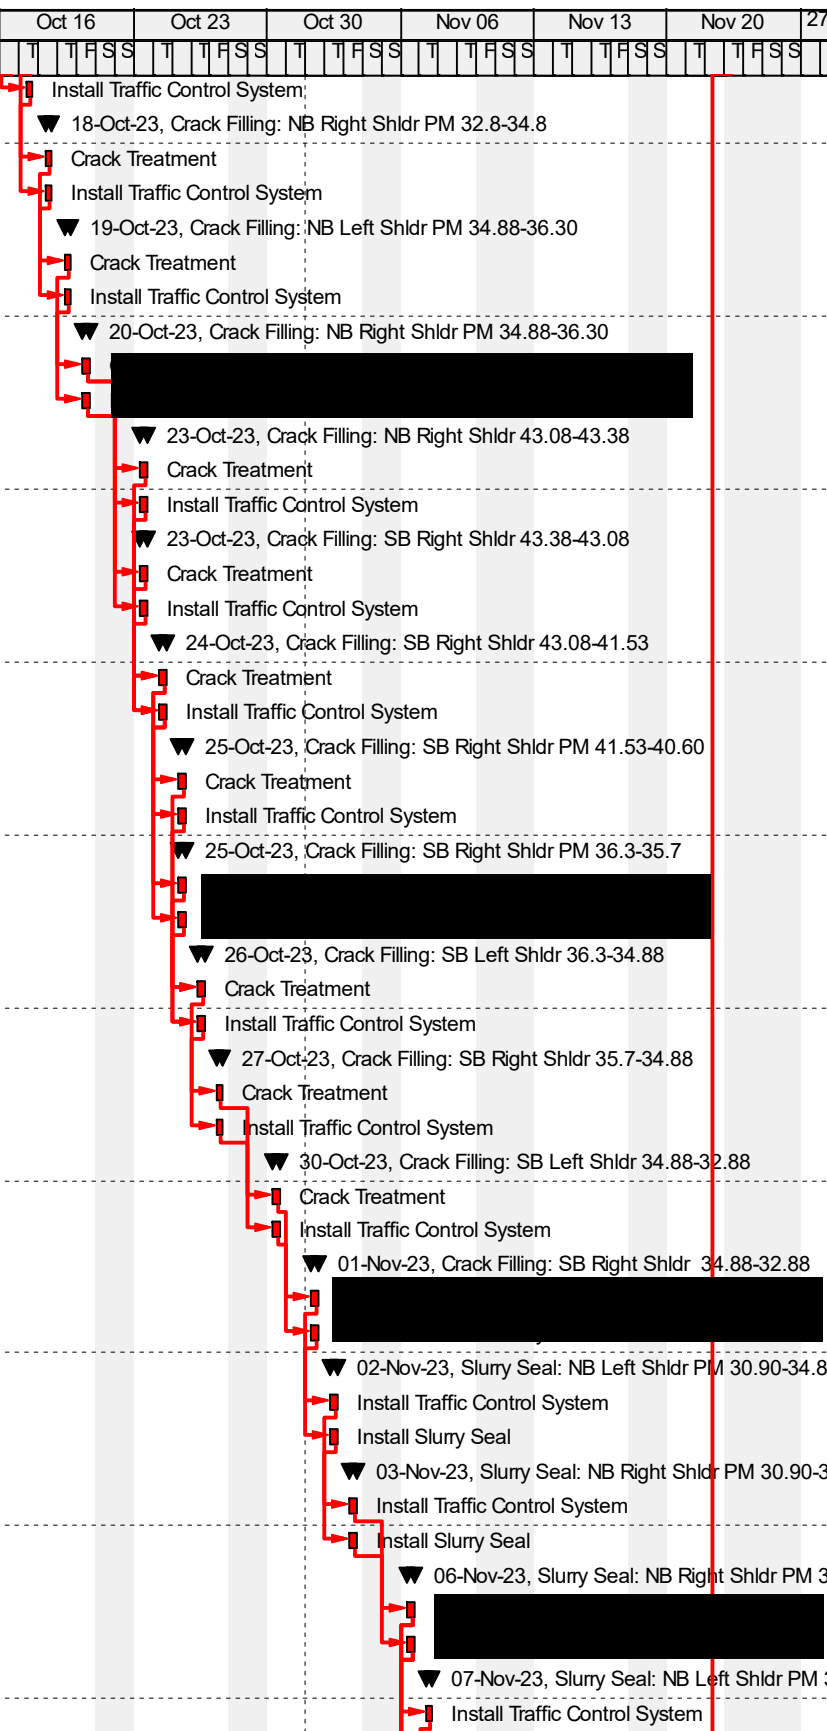 Oct 16 Oct 23 Oct 30 Nov 06 Nov 13 Nov 20 27
T T F S S T T F S S T T F S S T T F S S T T F S S T T F S S
Install Traffic Control System
18-Oct-23, Crack Filling: NB Right Shldr PM 32.8-34.8
Crack Treatment
Install Traffic Control System
19-Oct-23, Crack Filling: NB Left Shldr PM 34.88-36.30
Crack Treatment
Install Traffic Control System
20-Oct-23, Crack Filling: NB Right Shldr PM 34.88-36.30
23-Oct-23, Crack Filling: NB Right Shldr 43.08-43.38
Crack Treatment
Install Traffic Control System
23-Oct-23, Crack Filling: SB Right Shldr 43.38-43.08
Crack Treatment
Install Traffic Control System
24-Oct-23, Crack Filling: SB Right Shldr 43.08-41.53
Crack Treatment
Install Traffic Control System
25-Oct-23, Crack Filling: SB Right Shldr PM 41.53-40.60
Crack Treatment
Install Traffic Control System
25-Oct-23, Crack Filling: SB Right Shldr PM 36.3-35.7
26-Oct-23, Crack Filling: SB Left Shldr 36.3-34.88
Crack Treatment
Install Traffic Control System
27-Oct-23, Crack Filling: SB Right Shldr 35.7-34.88
Crack Treatment
Install Traffic Control System
30-Oct-23, Crack Filling: SB Left Shldr 34.88-32.88
Crack Treatment
Install Traffic Control System
01-Nov-23, Crack Filling: SB Right Shldr 34.88-32.88
02-Nov-23, Slurry Seal: NB Left Shldr PM 30.90-34.8
Install Traffic Control System
Install Slurry Seal
03-Nov-23, Slurry Seal: NB Right Shldr PM 30.90-3
Install Traffic Control System
Install Slurry Seal
06-Nov-23, Slurry Seal: NB Right Shldr PM 3
07-Nov-23, Slurry Seal: NB Left Shldr PM
Install Traffic Control System